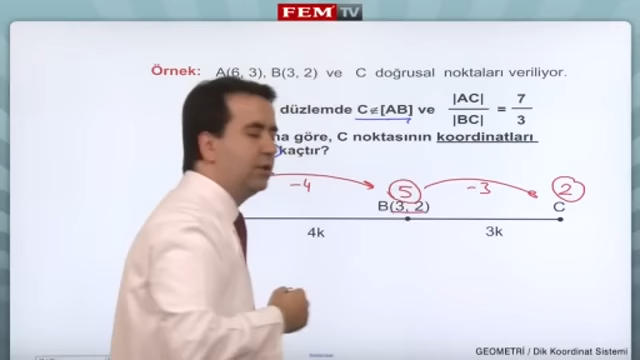 FEM TV
Örnek: A(6, 3), B(3, 2) ve C doğrusal noktaları veriliyor.
düzlemde C∉[AB] ve |AC| / |BC| = 7 / 3
göre, C noktasının koordinatları
kaçtır?
-4 5 -3 2
B(3, 2) C
4k 3k
GEOMETRİ / Dik Koordinat Sistemi